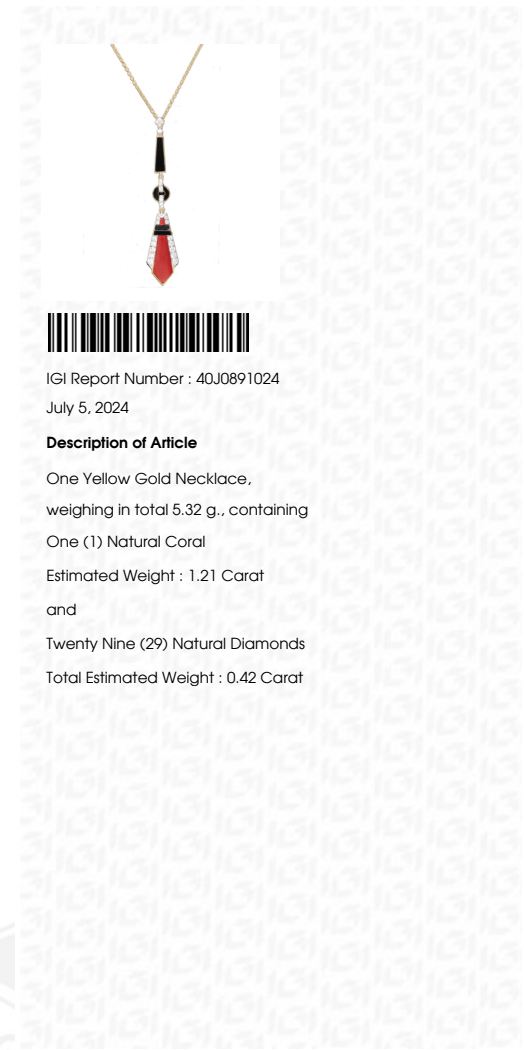 IGI Report Number : 40J0891024
July 5, 2024
Description of Article
One Yellow Gold Necklace,
weighing in total 5.32 g., containing
One (1) Natural Coral
Estimated Weight : 1.21 Carat
and
Twenty Nine (29) Natural Diamonds
Total Estimated Weight : 0.42 Carat